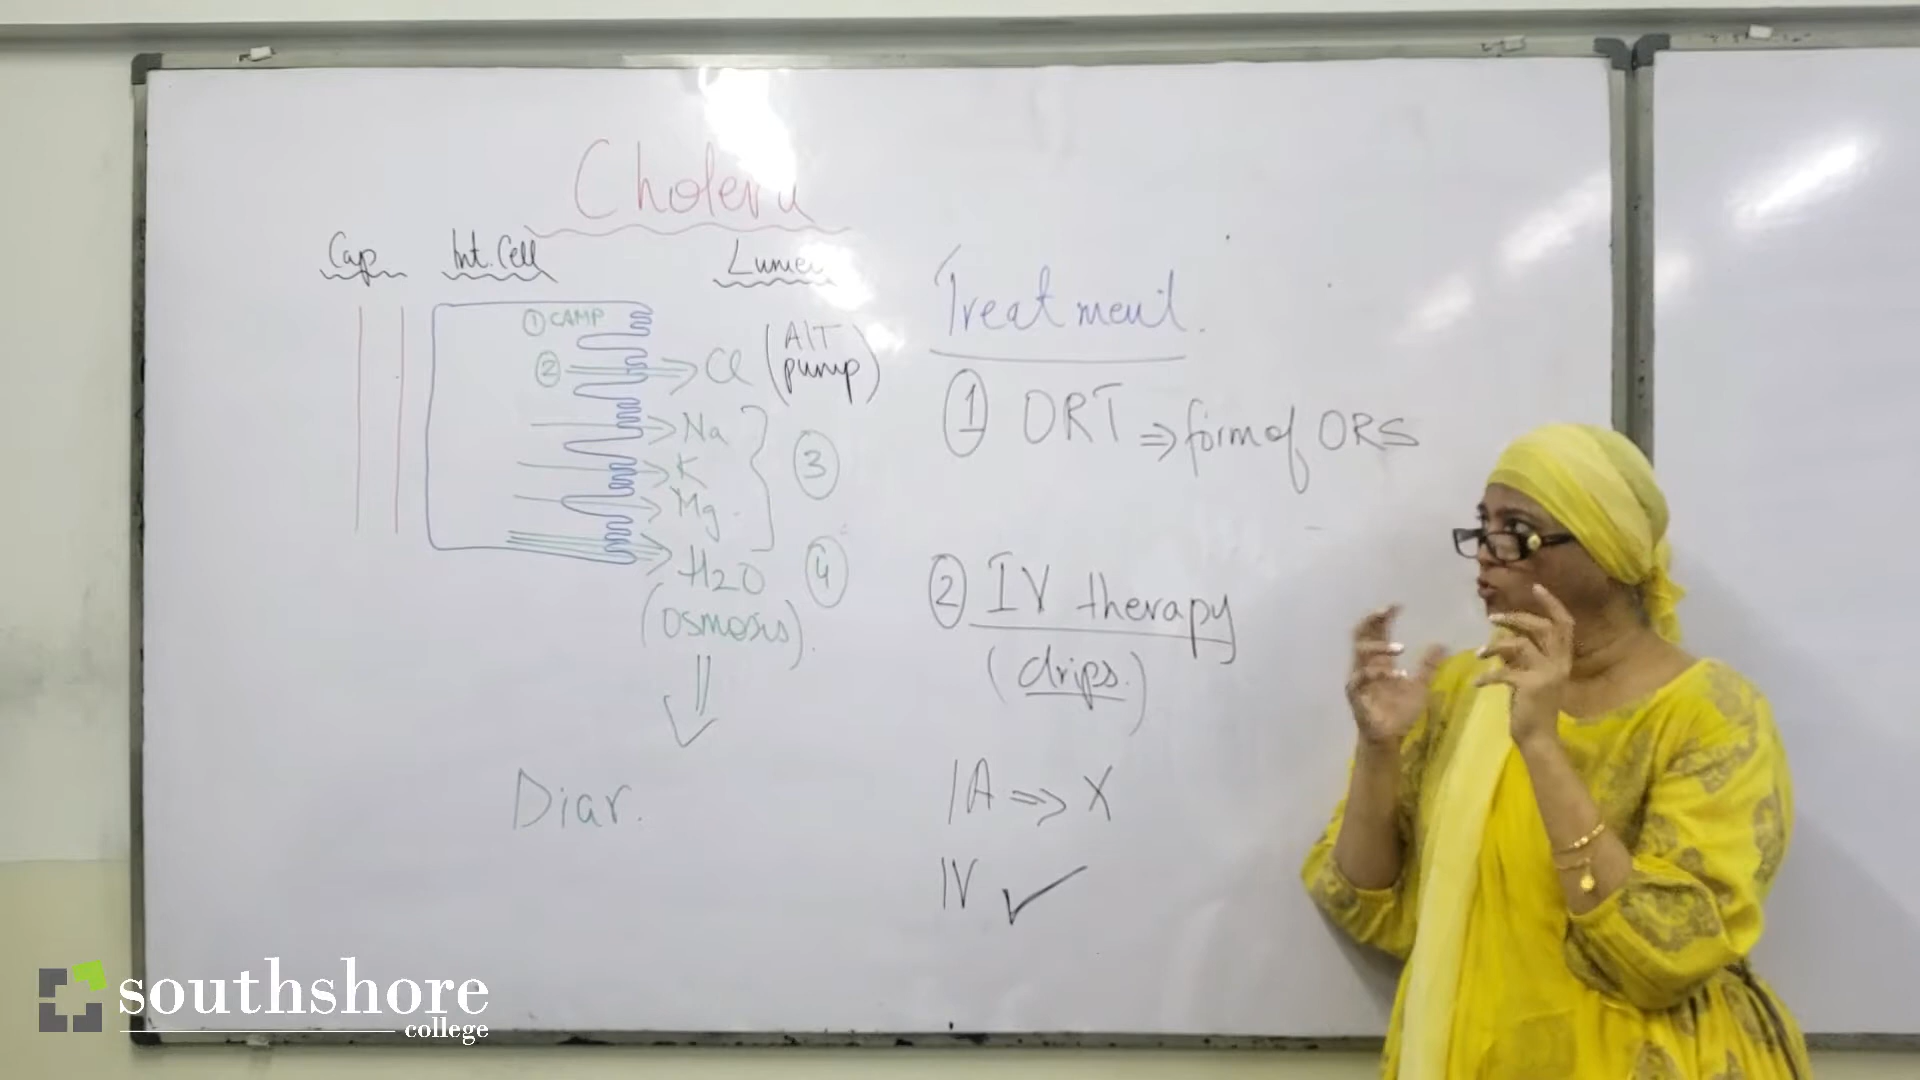 Cholera
Cap
Int. Cell
Lumen
① CAMP
②
Cl
(A/T
pump)
Na
K
Mg
③
H2O
④
(osmosis).
Diar.
Treatment.
① ORT ⇒ form of ORS
② IV therapy
(drips.)
IA ⇒ X
IV ✓
southshore
college